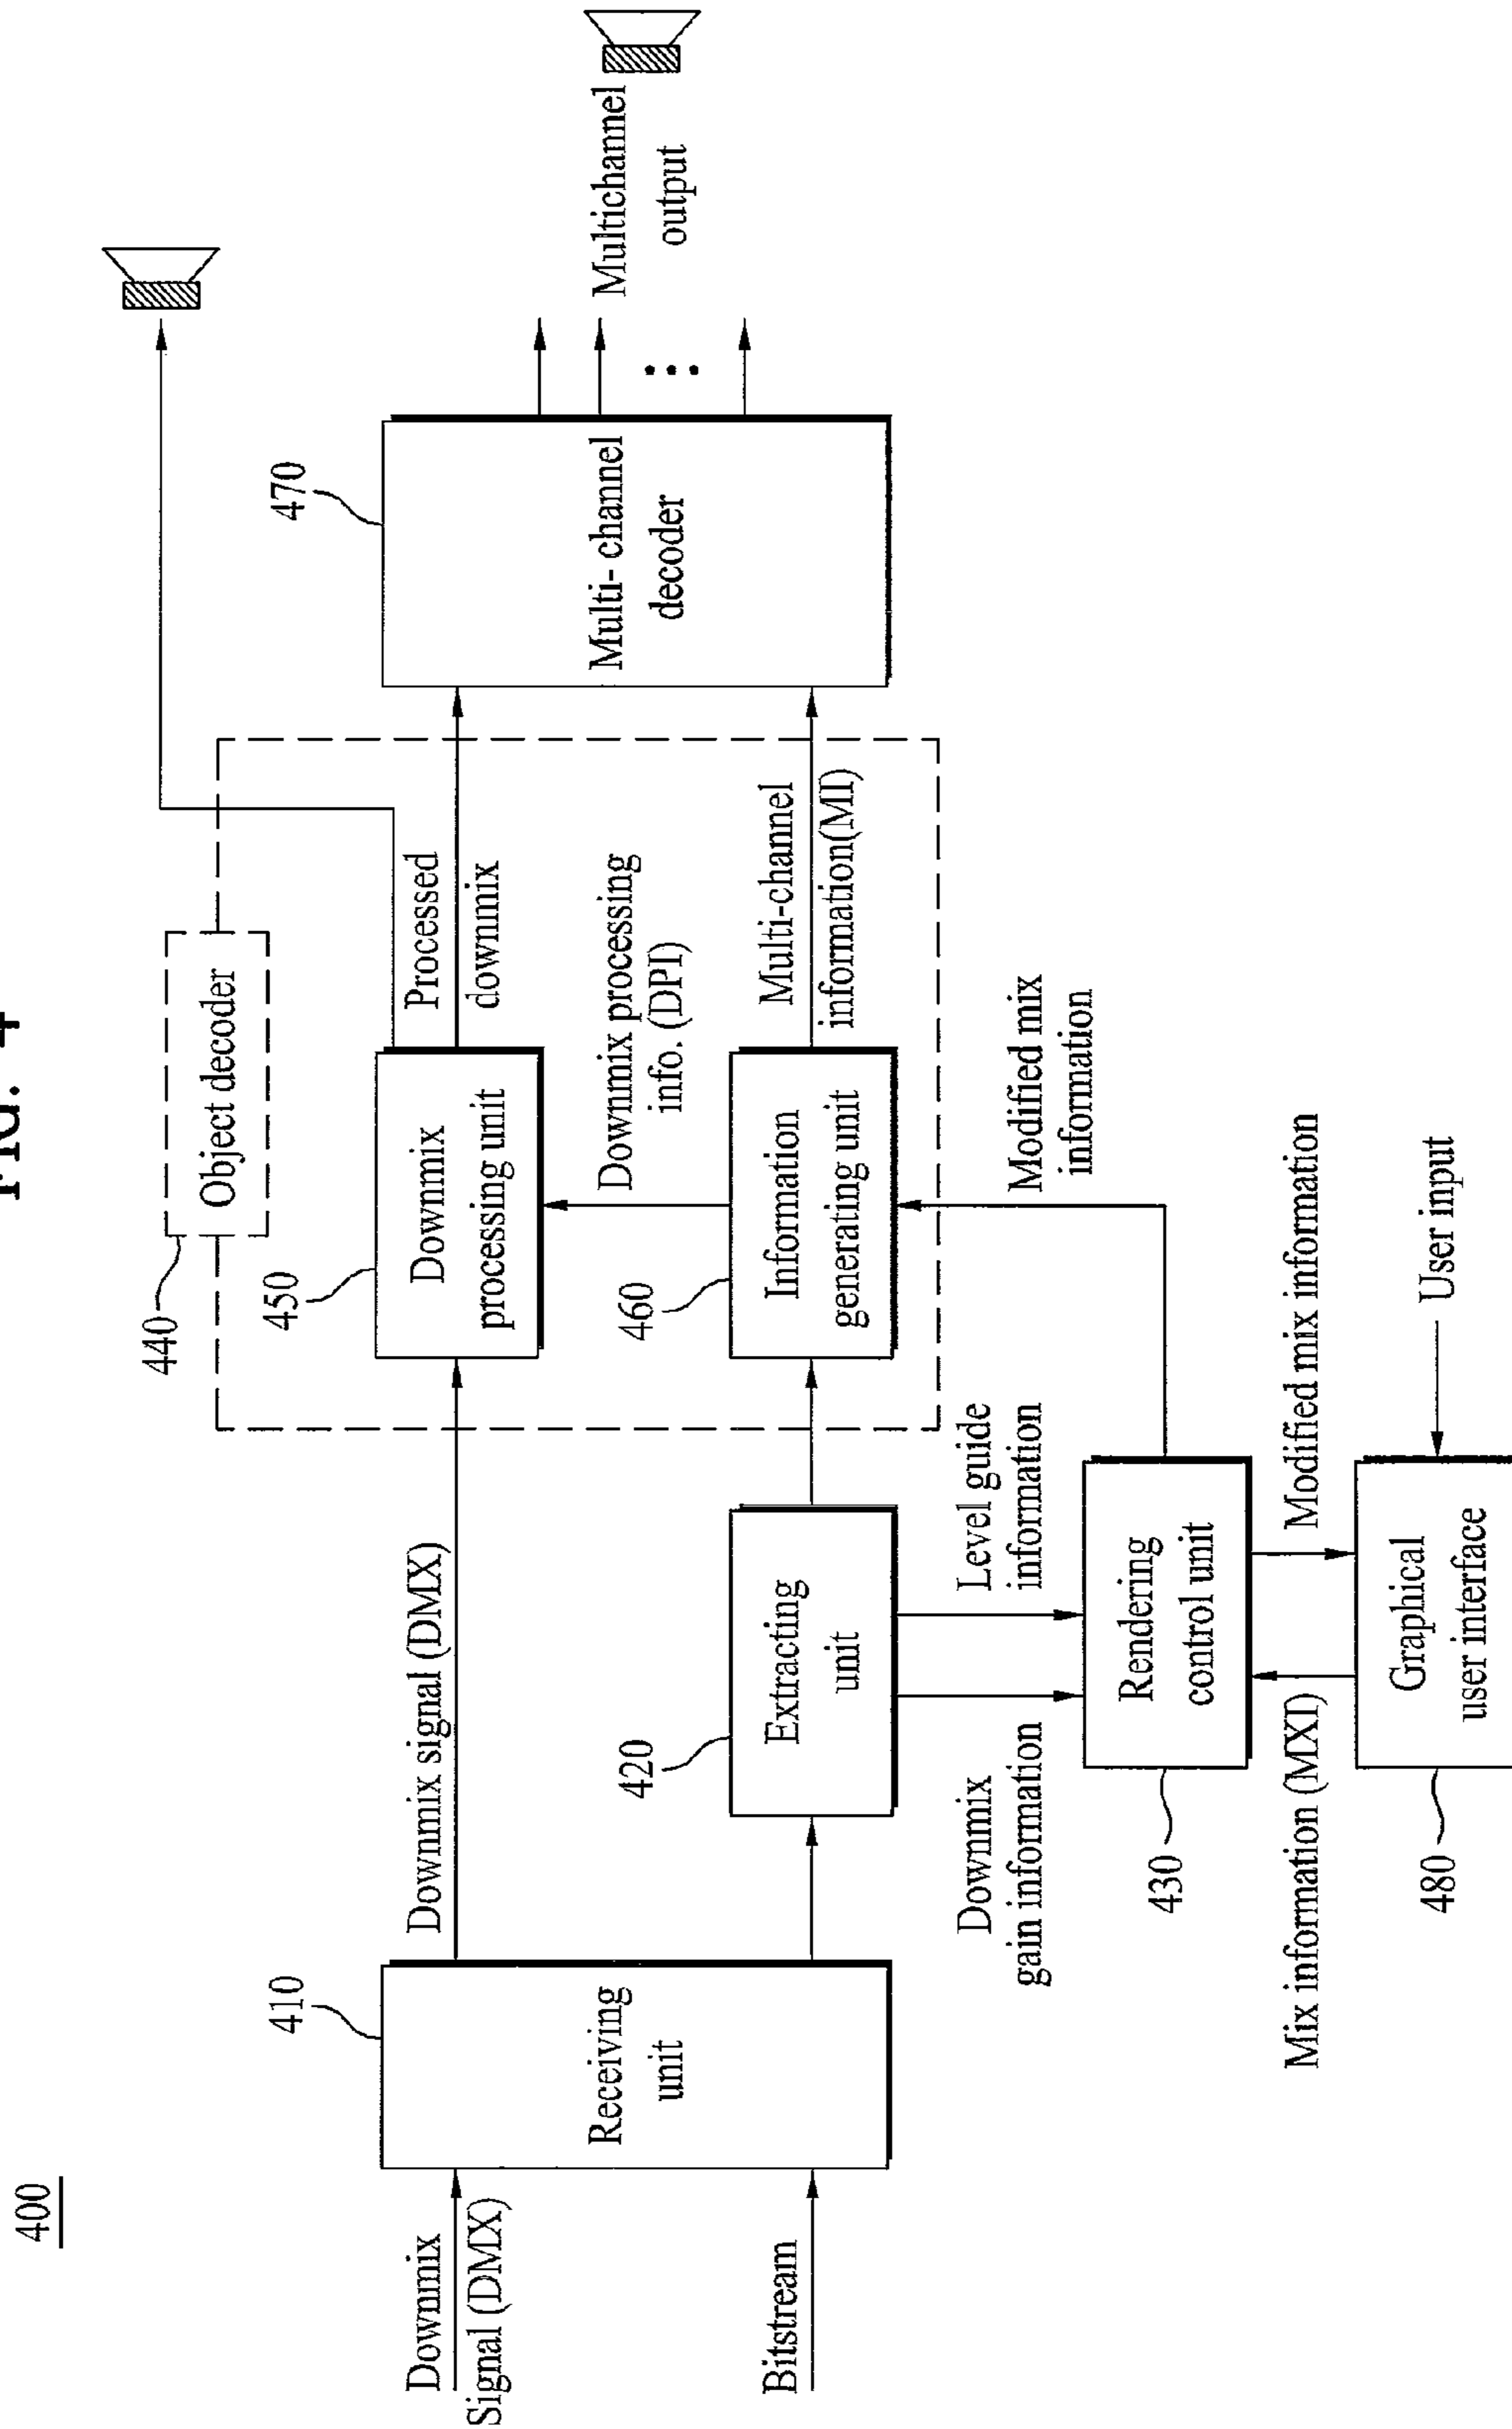 FIG. 4
400
Downmix
Signal (DMX)
Bitstream
410
Receiving
unit
Downmix signal (DMX)
420
Extracting
unit
Downmix
gain information
Level guide
information
430
Rendering
control unit
Mix information (MXI)
Modified mix information
480
Graphical
user interface
User input
Modified mix
information
440
Object decoder
450
Downmix
processing unit
460
Information
generating unit
Downmix processing
info. (DPI)
Processed
downmix
Multi-channel
information(MI)
470
Multi- channel
decoder
Multichannel
output